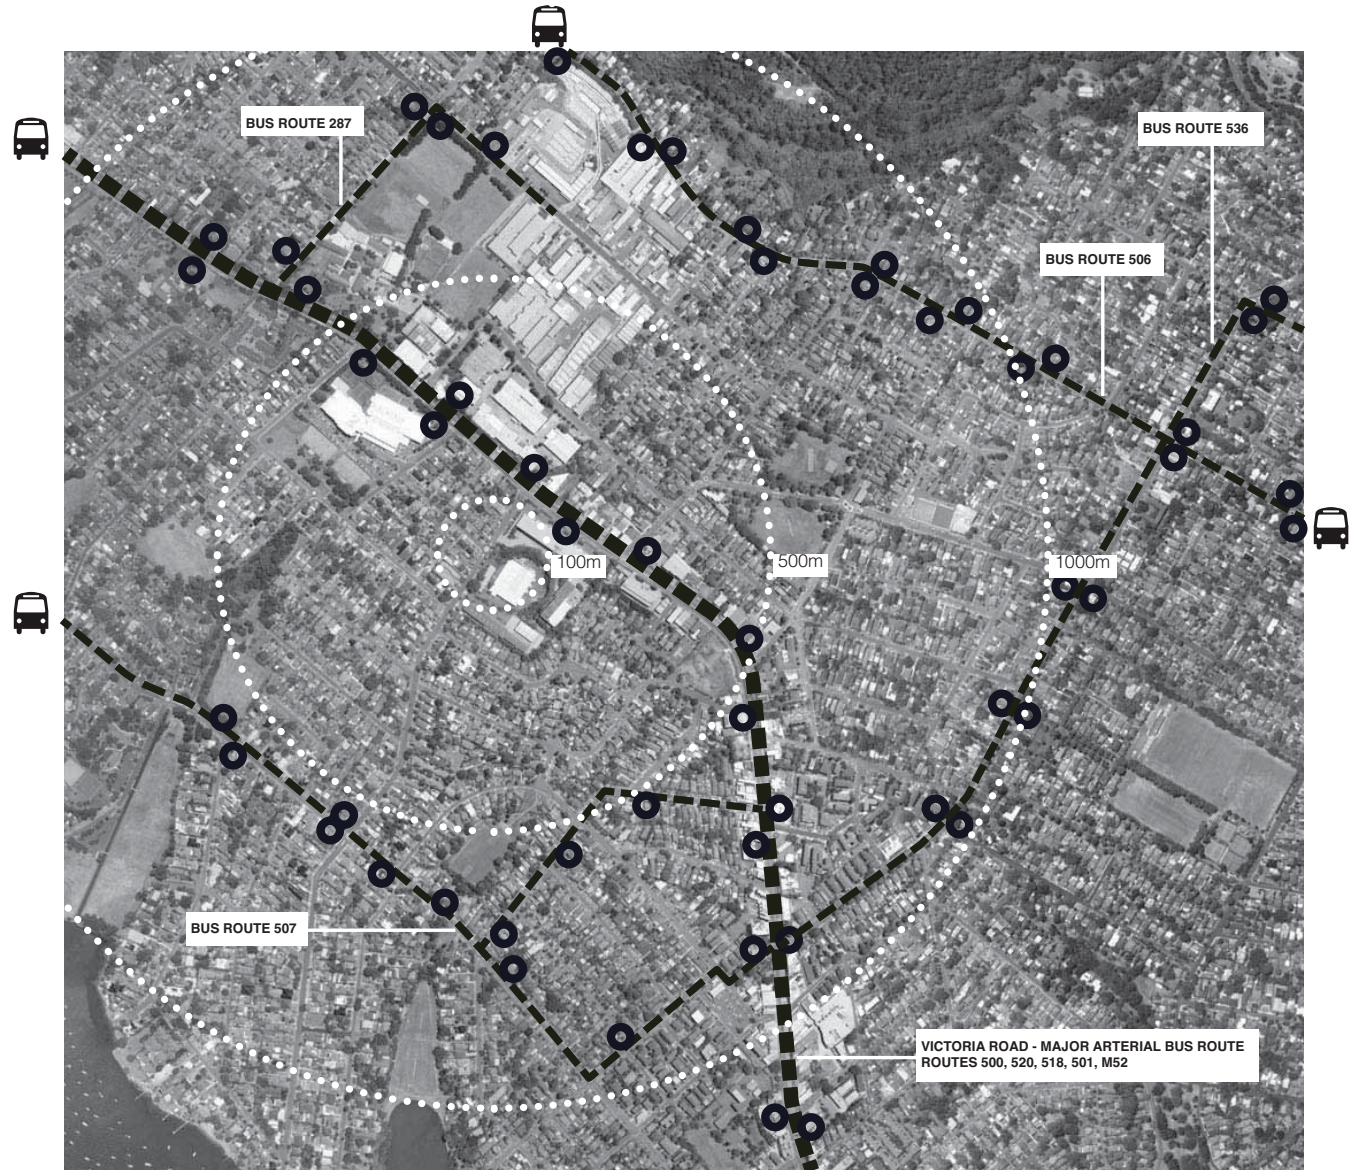 BUS ROUTE 287
BUS ROUTE 536
BUS ROUTE 506
100m
500m
1000m
BUS ROUTE 507
VICTORIA ROAD - MAJOR ARTERIAL BUS ROUTE
ROUTES 500, 520, 518, 501, M52